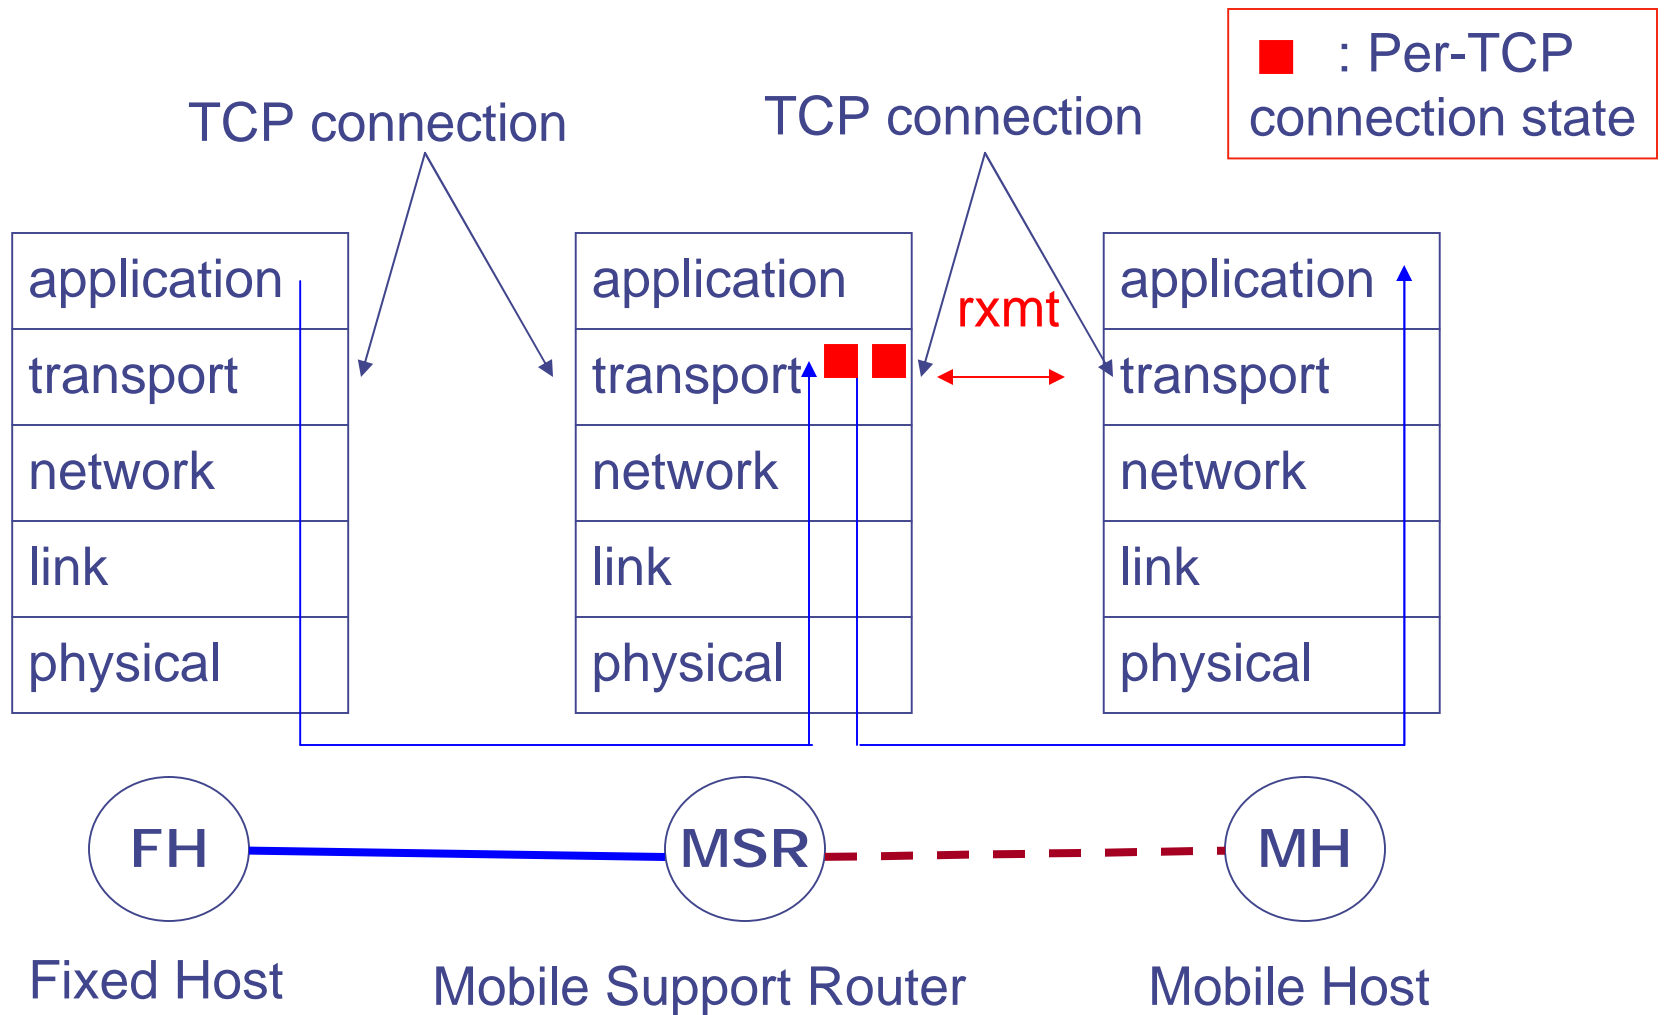 : Per-TCP
connection state
TCP connection
TCP connection
application
transport
network
link
physical
application
transport
network
link
physical
rxmt
application
transport
network
link
physical
FH
MSR
MH
Fixed Host
Mobile Support Router
Mobile Host